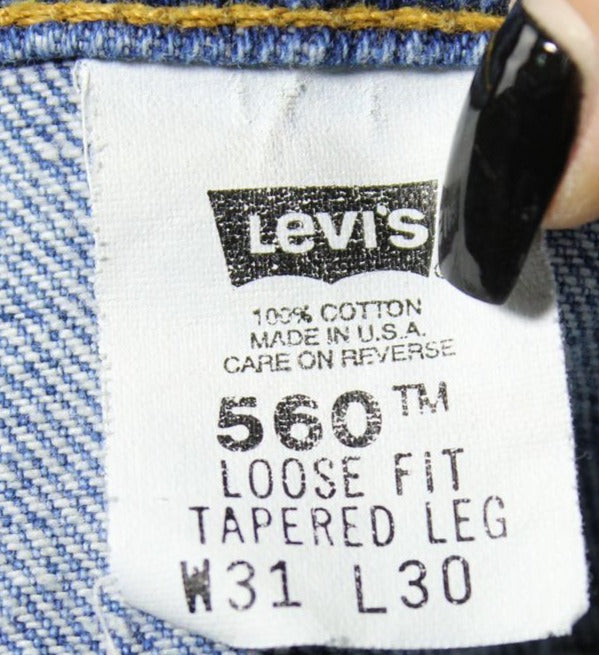 Levi's
100% COTTON
MADE IN U.S.A.
CARE ON REVERSE
560™
LOOSE FIT
TAPERED LEG
W31 L30